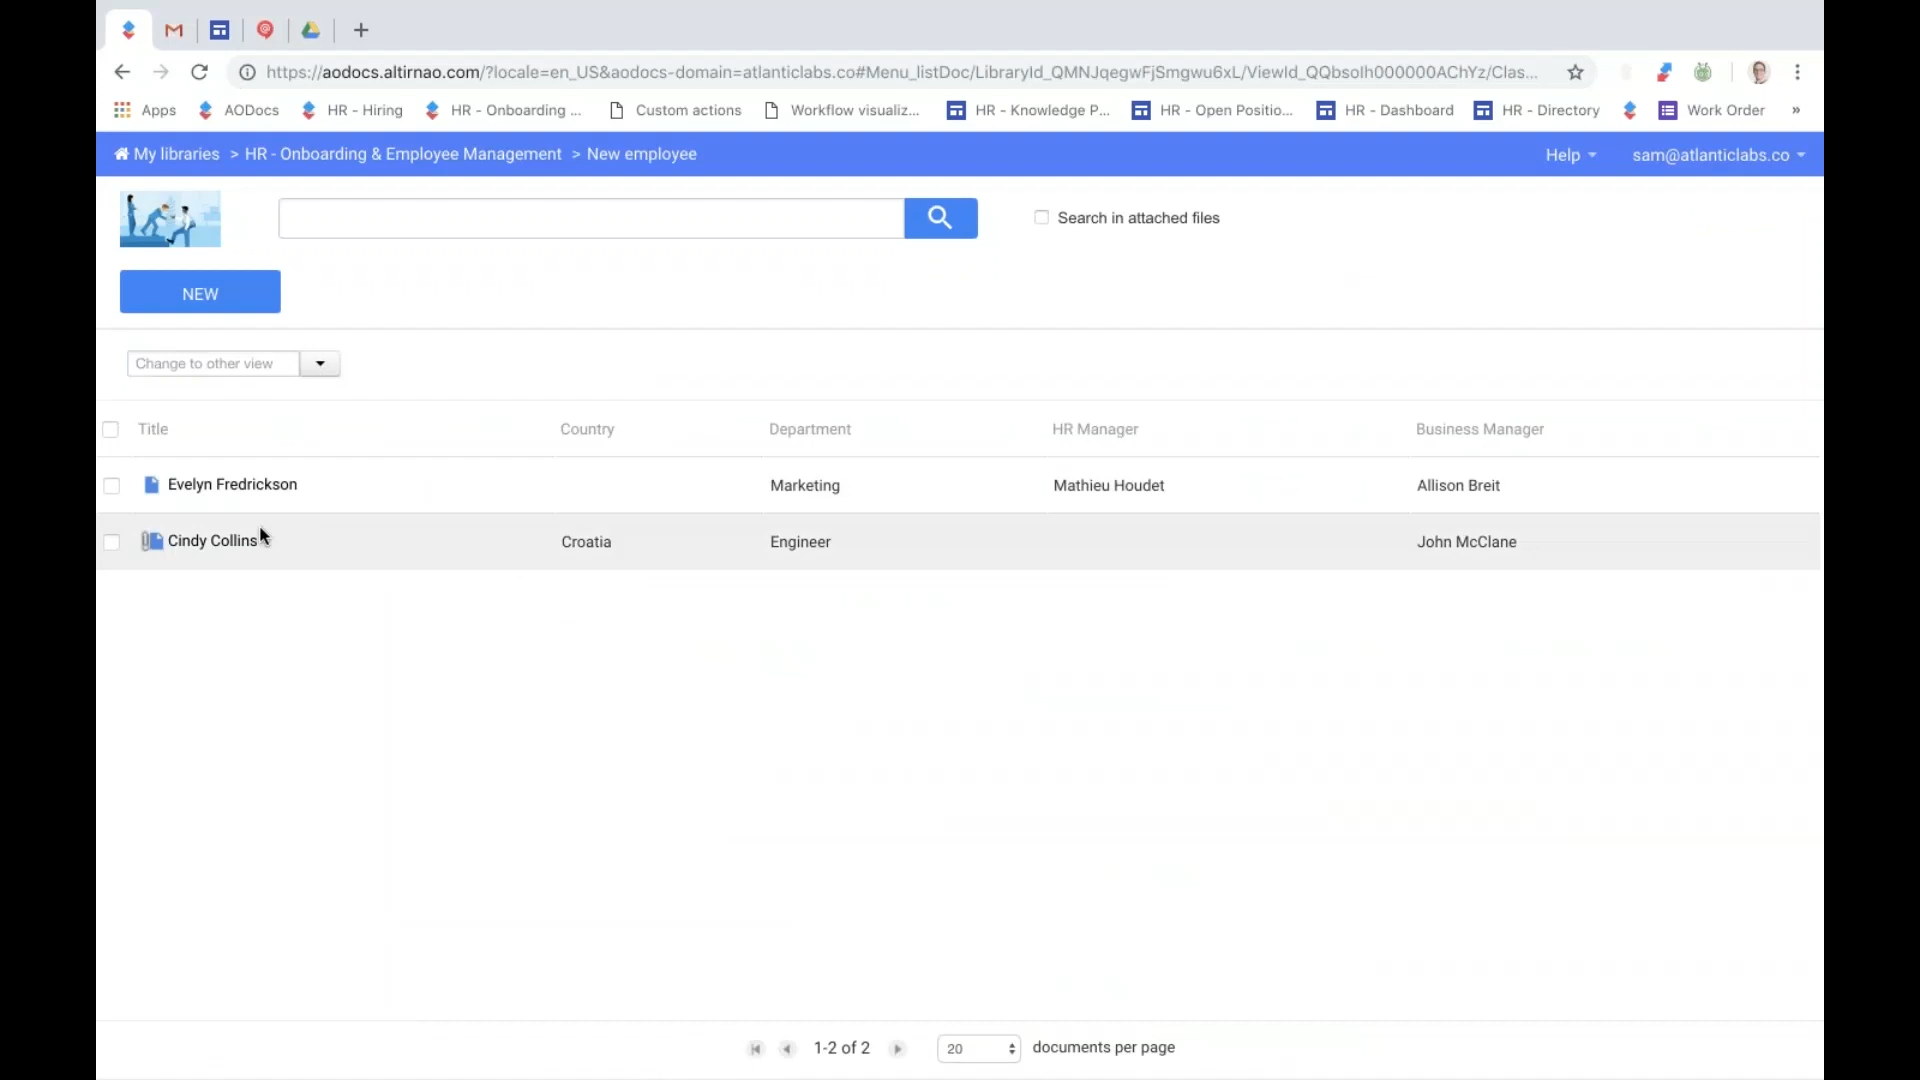 https://aodocs.altirnao.com/?locale=en_US&aodocs-domain=atlanticlabs.co#Menu_listDoc/LibraryId_QMNJqegwFjSmgwu6xL/ViewId_QQbsoIh000000AChYz/Clas...
Apps AODocs HR - Hiring HR - Onboarding ... Custom actions Workflow visualiz... HR - Knowledge P... HR - Open Positio... HR - Dashboard HR - Directory Work Order »
My libraries > HR - Onboarding & Employee Management > New employee Help sam@atlanticlabs.co
Search in attached files
NEW
Change to other view
Title Country Department HR Manager Business Manager
Evelyn Fredrickson Marketing Mathieu Houdet Allison Breit
Cindy Collins Croatia Engineer John McClane
1-2 of 2 20 documents per page